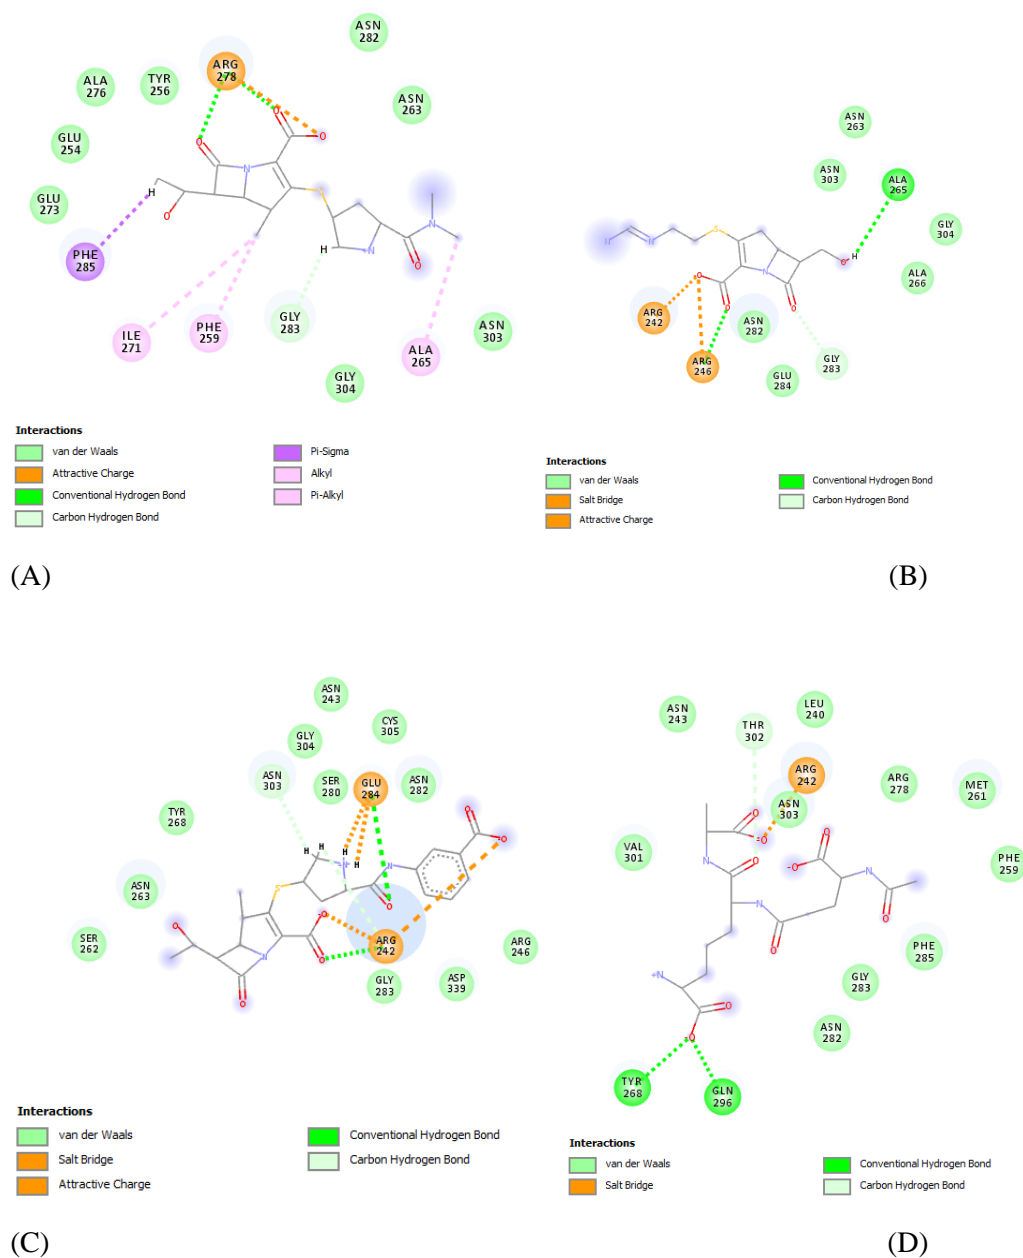 ASN
282
ARG
278
ALA
276
TYR
256
ASN
263
GLU
254
GLU
273
PHE
285
ILE
271
PHE
259
GLY
283
ALA
265
ASN
303
GLY
304
H
O
O
O
N
S
O
H
N
N
O
Interactions
van der Waals
Attractive Charge
Conventional Hydrogen Bond
Carbon Hydrogen Bond
Pi-Sigma
Alkyl
Pi-Alkyl
(A)
ASN
263
ASN
303
ALA
265
GLY
304
ALA
266
ARG
242
ASN
282
ARG
246
GLU
284
GLY
283
N
N
S
O
O
N
O
O
H
Interactions
van der Waals
Salt Bridge
Attractive Charge
Conventional Hydrogen Bond
Carbon Hydrogen Bond
(B)
ASN
243
CYS
305
GLY
304
ASN
303
SER
280
GLU
284
ASN
282
TYR
268
ASN
263
SER
262
ARG
242
ARG
246
GLY
283
ASP
339
H
H
H
N
N
O
O
O
S
O
O
N
O
O
Interactions
van der Waals
Salt Bridge
Attractive Charge
Conventional Hydrogen Bond
Carbon Hydrogen Bond
(C)
ASN
243
THR
302
LEU
240
ARG
242
ARG
278
MET
261
ASN
303
VAL
301
PHE
259
PHE
285
GLY
283
ASN
282
TYR
268
GLN
296
O
-O
N
O
O
-O
N
O
N
O
+N
O
-O
Interactions
van der Waals
Salt Bridge
Conventional Hydrogen Bond
Carbon Hydrogen Bond
(D)